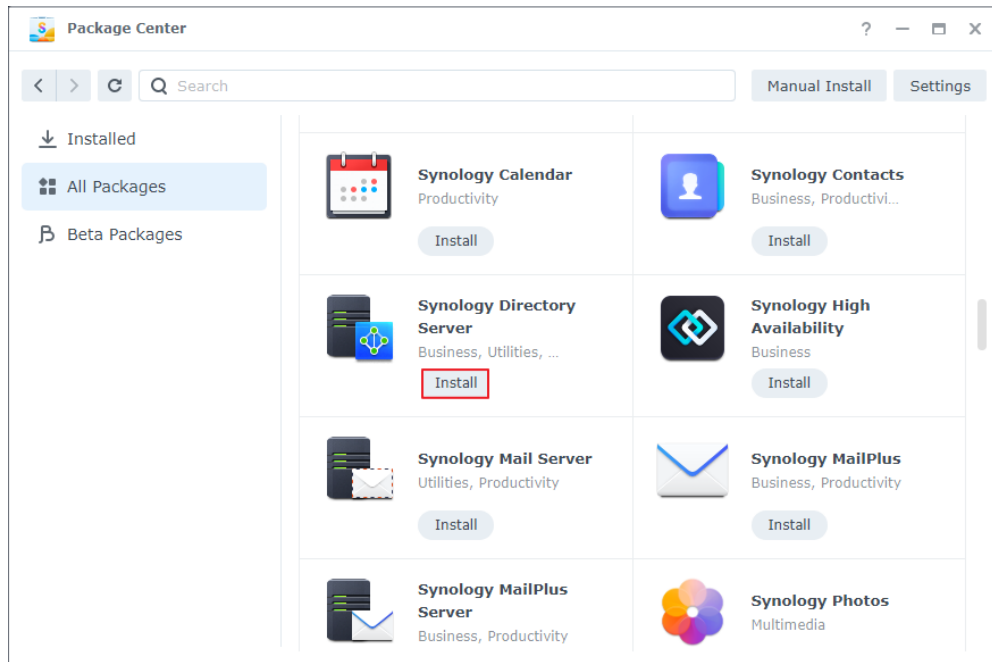 Package Center
Search
Manual Install
Settings
Installed
All Packages
Beta Packages
Synology Calendar
Productivity
Install
Synology Contacts
Business, Productivi...
Install
Synology Directory
Server
Business, Utilities, ...
Install
Synology High
Availability
Business
Install
Synology Mail Server
Utilities, Productivity
Install
Synology MailPlus
Business, Productivity
Install
Synology MailPlus
Server
Business, Productivity
Synology Photos
Multimedia